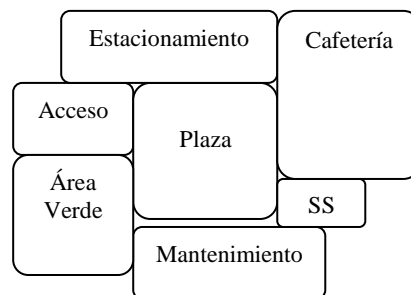 Estacionamiento
Cafetería
Acceso
Plaza
Área
Verde
SS
Mantenimiento